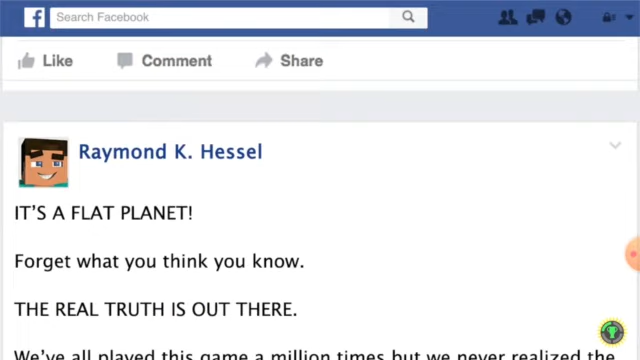 f Search Facebook
Like Comment Share
Raymond K. Hessel
IT'S A FLAT PLANET!
Forget what you think you know.
THE REAL TRUTH IS OUT THERE.
We've all played this game a million times but we never realized the